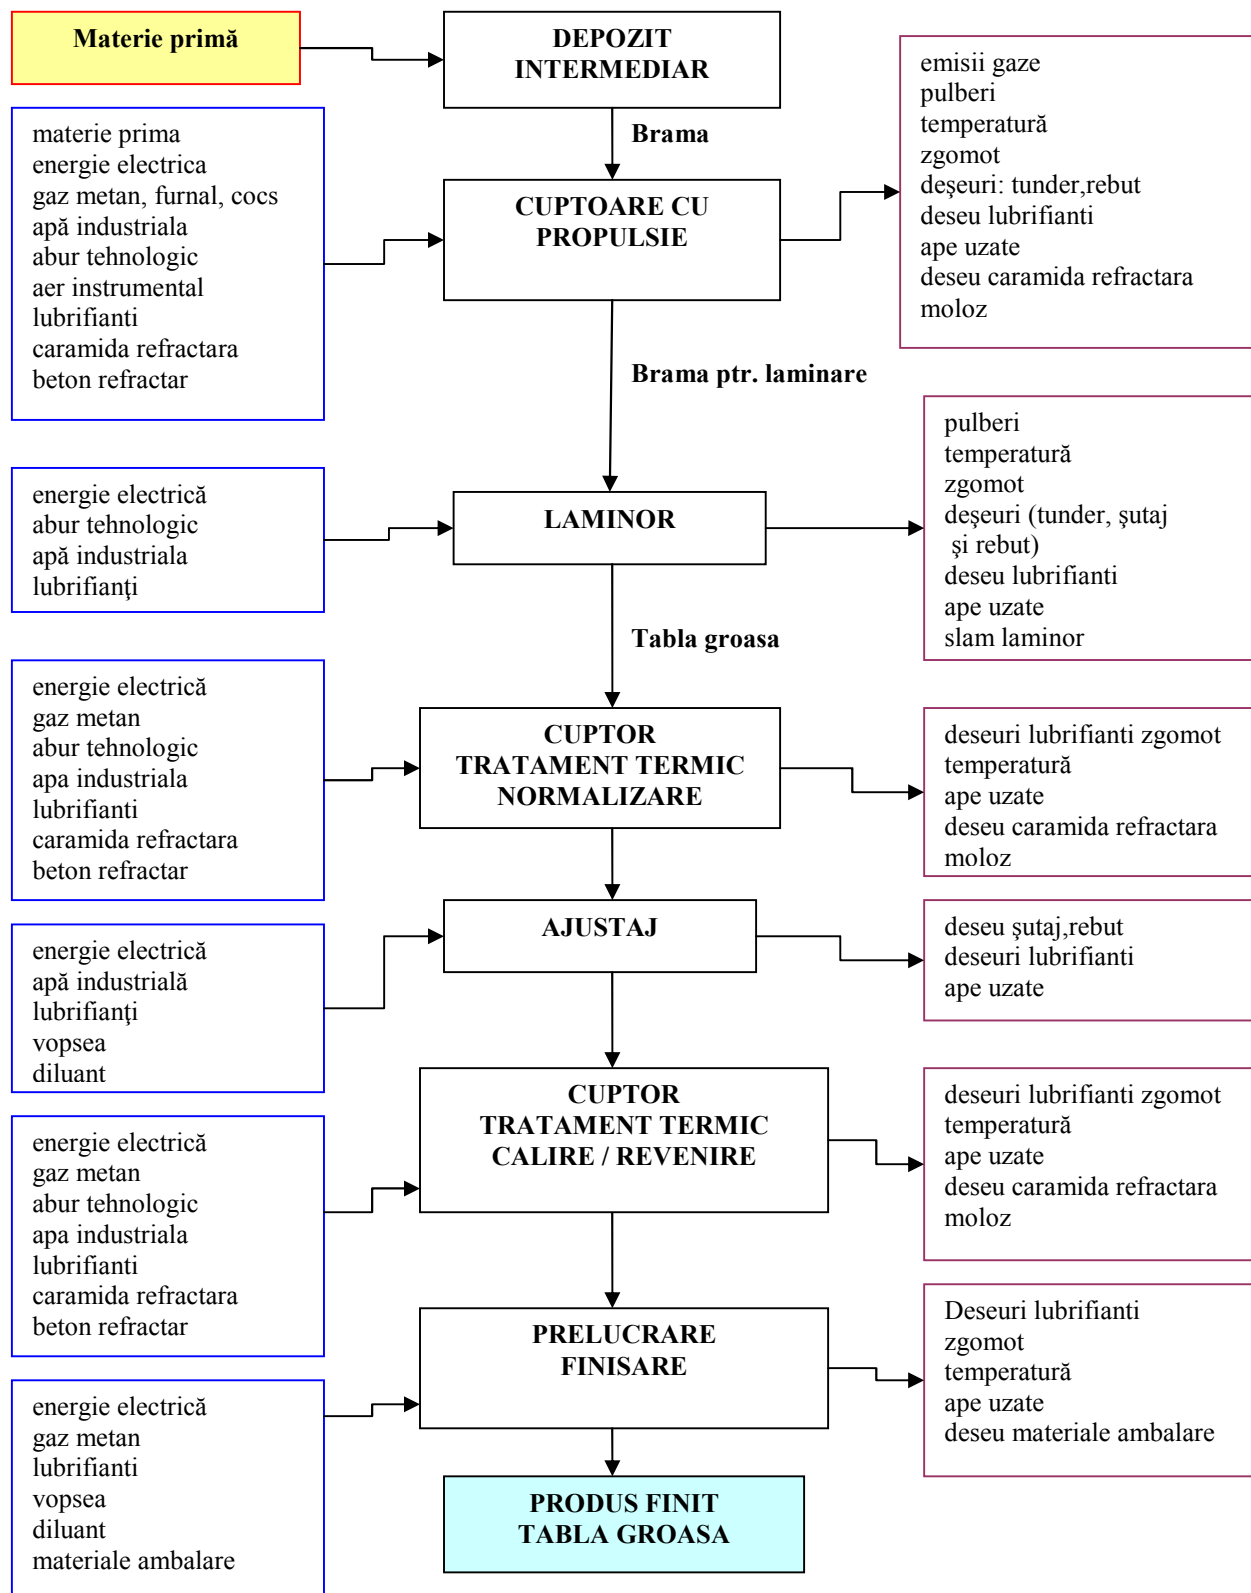 Materie primă
DEPOZIT
INTERMEDIAR
Brama
materie prima
energie electrica
gaz metan, furnal, cocs
apă industriala
abur tehnologic
aer instrumental
lubrifianti
caramida refractara
beton refractar
CUPTOARE CU
PROPULSIE
emisii gaze
pulberi
temperatură
zgomot
deşeuri: tunder,rebut
deseu lubrifianti
ape uzate
deseu caramida refractara
moloz
Brama ptr. laminare
energie electrică
abur tehnologic
apă industriala
lubrifianţi
LAMINOR
pulberi
temperatură
zgomot
deşeuri (tunder, şutaj
şi rebut)
deseu lubrifianti
ape uzate
slam laminor
Tabla groasa
energie electrică
gaz metan
abur tehnologic
apa industriala
lubrifianti
caramida refractara
beton refractar
CUPTOR
TRATAMENT TERMIC
NORMALIZARE
deseuri lubrifianti zgomot
temperatură
ape uzate
deseu caramida refractara
moloz
energie electrică
apă industrială
lubrifianţi
vopsea
diluant
AJUSTAJ
deseu şutaj,rebut
deseuri lubrifianti
ape uzate
energie electrică
gaz metan
abur tehnologic
apa industriala
lubrifianti
caramida refractara
beton refractar
CUPTOR
TRATAMENT TERMIC
CALIRE / REVENIRE
deseuri lubrifianti zgomot
temperatură
ape uzate
deseu caramida refractara
moloz
energie electrică
gaz metan
lubrifianti
vopsea
diluant
materiale ambalare
PRELUCRARE
FINISARE
Deseuri lubrifianti
zgomot
temperatură
ape uzate
deseu materiale ambalare
PRODUS FINIT
TABLA GROASA